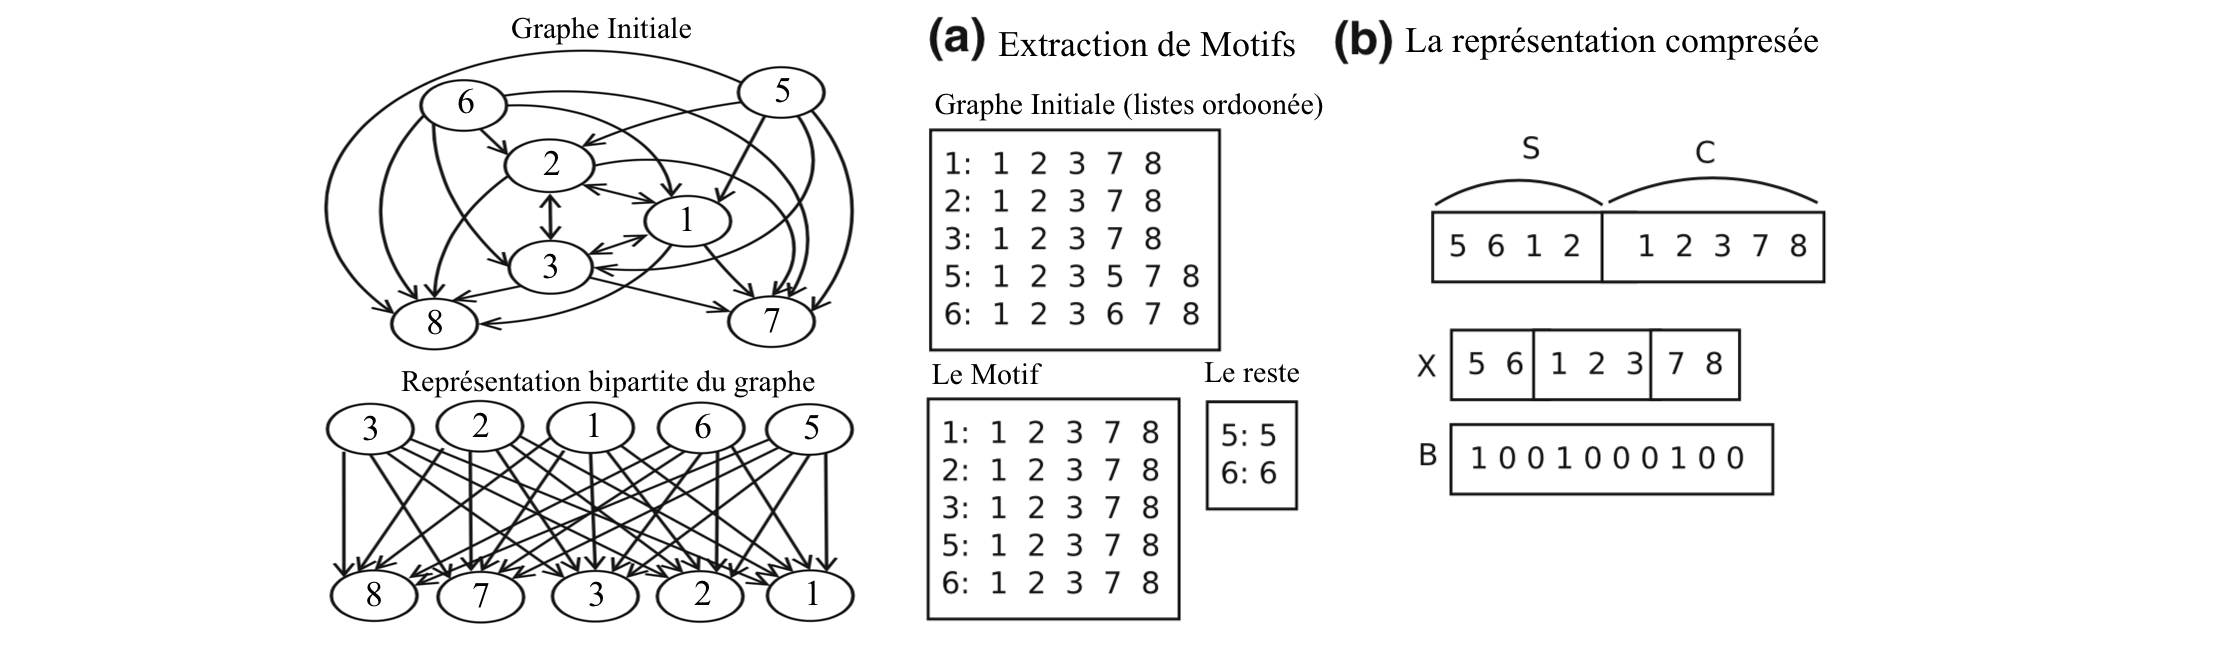 Graphe Initiale
6
5
2
1
3
8
7
Représentation bipartite du graphe
3 2 1 6 5
8 7 3 2 1
(a) Extraction de Motifs
Graphe Initiale (listes ordoonée)
1: 1 2 3 7 8
2: 1 2 3 7 8
3: 1 2 3 7 8
5: 1 2 3 5 7 8
6: 1 2 3 6 7 8
Le Motif
1: 1 2 3 7 8
2: 1 2 3 7 8
3: 1 2 3 7 8
5: 1 2 3 7 8
6: 1 2 3 7 8
Le reste
5: 5
6: 6
(b) La représentation compresée
S C
5 6 1 2 1 2 3 7 8
X 5 6 1 2 3 7 8
B 1 0 0 1 0 0 0 1 0 0